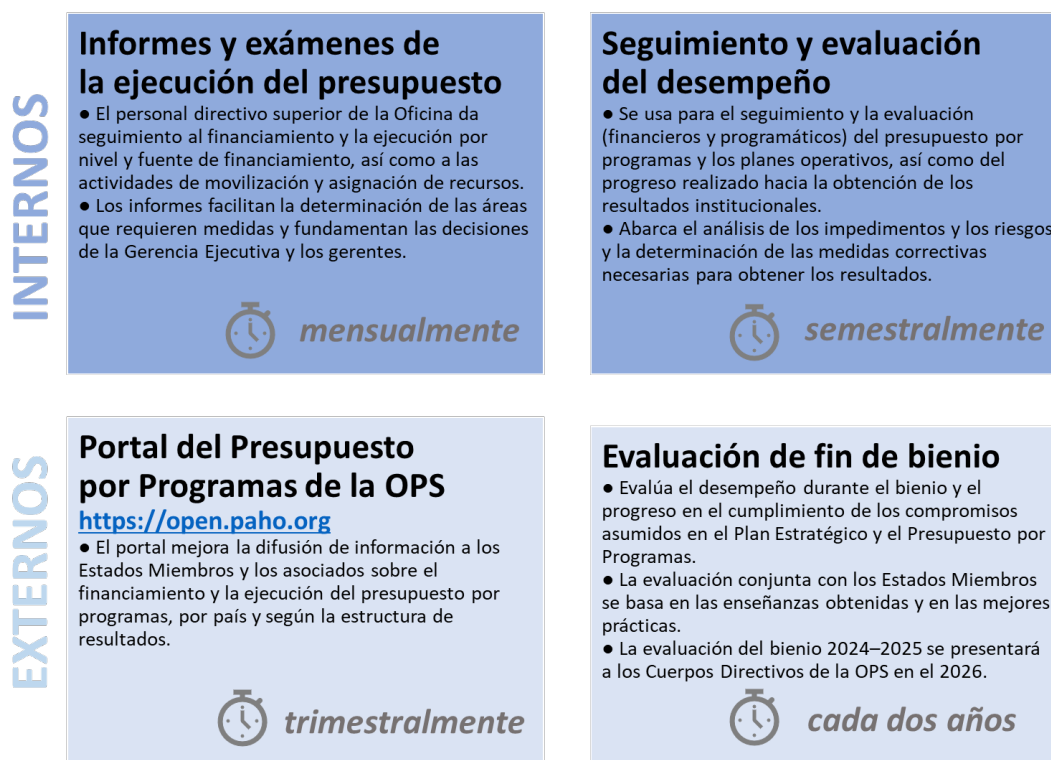 INTERNOS
Informes y exámenes de
la ejecución del presupuesto
● El personal directivo superior de la Oficina da
seguimiento al financiamiento y la ejecución por
nivel y fuente de financiamiento, así como a las
actividades de movilización y asignación de recursos.
● Los informes facilitan la determinación de las áreas
que requieren medidas y fundamentan las decisiones
de la Gerencia Ejecutiva y los gerentes.
mensualmente
Seguimiento y evaluación
del desempeño
● Se usa para el seguimiento y la evaluación
(financieros y programáticos) del presupuesto por
programas y los planes operativos, así como del
progreso realizado hacia la obtención de los
resultados institucionales.
● Abarca el análisis de los impedimentos y los riesgos
y la determinación de las medidas correctivas
necesarias para obtener los resultados.
semestralmente
EXTERNOS
Portal del Presupuesto
por Programas de la OPS
https://open.paho.org
● El portal mejora la difusión de información a los
Estados Miembros y los asociados sobre el
financiamiento y la ejecución del presupuesto por
programas, por país y según la estructura de
resultados.
trimestralmente
Evaluación de fin de bienio
● Evalúa el desempeño durante el bienio y el
progreso en el cumplimiento de los compromisos
asumidos en el Plan Estratégico y el Presupuesto por
Programas.
● La evaluación conjunta con los Estados Miembros
se basa en las enseñanzas obtenidas y en las mejores
prácticas.
● La evaluación del bienio 2024–2025 se presentará
a los Cuerpos Directivos de la OPS en el 2026.
cada dos años